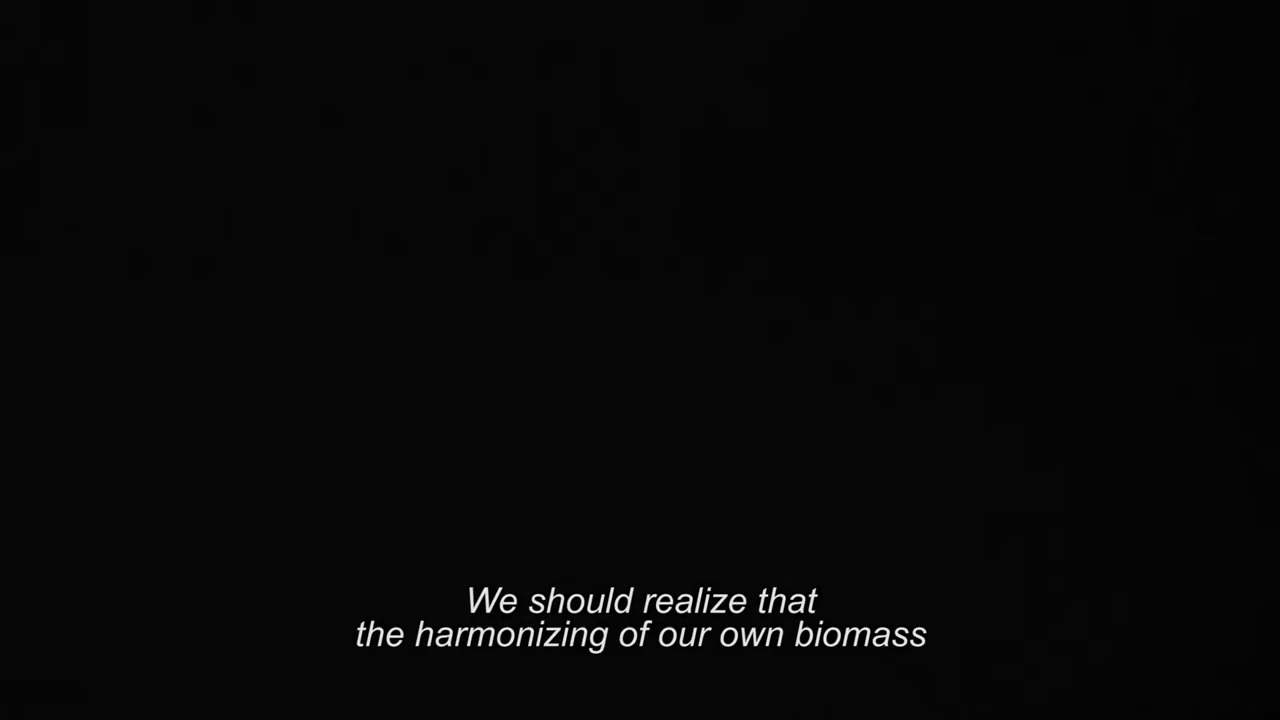 We should realize that
the harmonizing of our own biomass